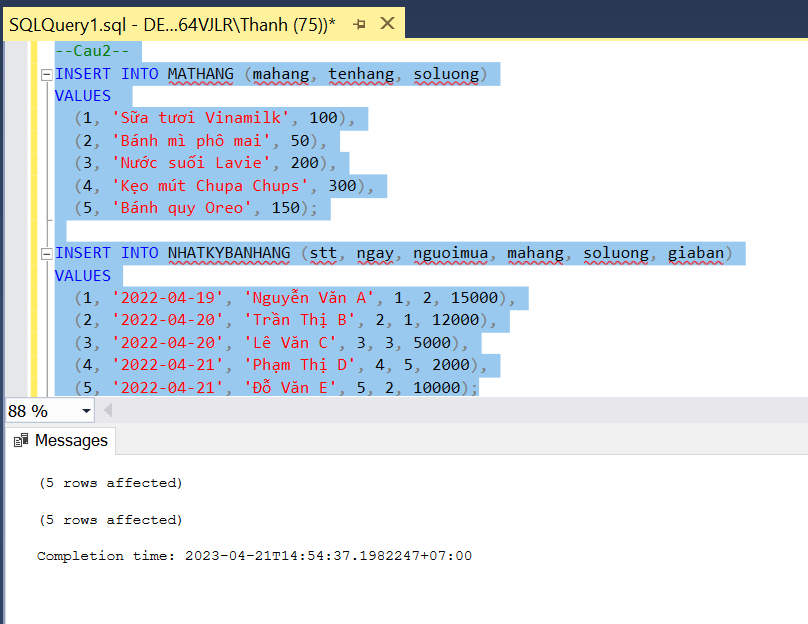 SQLQuery1.sql - DE...64VJLR\Thanh (75))*
--Cau2--
INSERT INTO MATHANG (mahang, tenhang, soluong)
VALUES
(1, 'Sữa tươi Vinamilk', 100),
(2, 'Bánh mì phô mai', 50),
(3, 'Nước suối Lavie', 200),
(4, 'Kẹo mút Chupa Chups', 300),
(5, 'Bánh quy Oreo', 150);
INSERT INTO NHATKYBANHANG (stt, ngay, nguoimua, mahang, soluong, giaban)
VALUES
(1, '2022-04-19', 'Nguyễn Văn A', 1, 2, 15000),
(2, '2022-04-20', 'Trần Thị B', 2, 1, 12000),
(3, '2022-04-20', 'Lê Văn C', 3, 3, 5000),
(4, '2022-04-21', 'Phạm Thị D', 4, 5, 2000),
(5, '2022-04-21', 'Đỗ Văn E', 5, 2, 10000);
88 %
Messages
(5 rows affected)
(5 rows affected)
Completion time: 2023-04-21T14:54:37.1982247+07:00